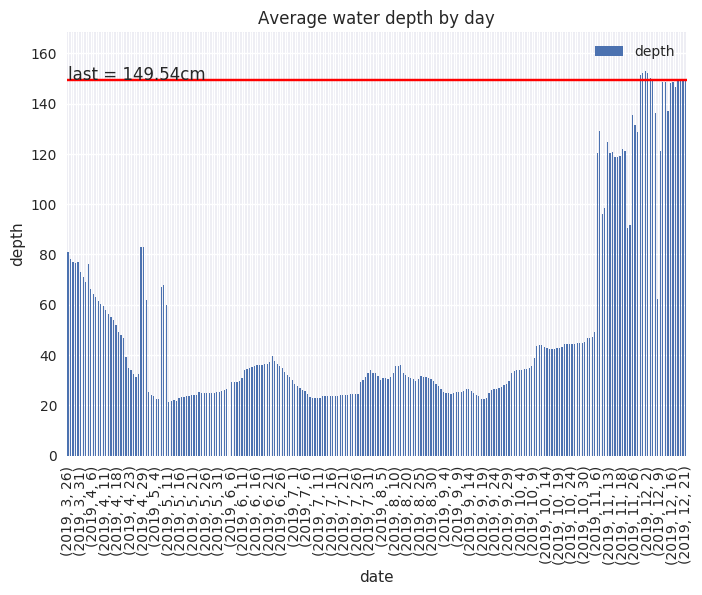 Average water depth by day
depth
last = 149.54cm
160
140
120
100
80
60
40
20
0
depth
(2019, 3, 26)
(2019, 3, 31)
(2019, 4, 6)
(2019, 4, 11)
(2019, 4, 18)
(2019, 4, 23)
(2019, 4, 29)
(2019, 5, 4)
(2019, 5, 11)
(2019, 5, 16)
(2019, 5, 21)
(2019, 5, 26)
(2019, 5, 31)
(2019, 6, 6)
(2019, 6, 11)
(2019, 6, 16)
(2019, 6, 21)
(2019, 6, 26)
(2019, 7, 1)
(2019, 7, 6)
(2019, 7, 11)
(2019, 7, 16)
(2019, 7, 21)
(2019, 7, 26)
(2019, 7, 31)
(2019, 8, 5)
(2019, 8, 10)
(2019, 8, 20)
(2019, 8, 25)
(2019, 8, 30)
(2019, 9, 4)
(2019, 9, 9)
(2019, 9, 14)
(2019, 9, 19)
(2019, 9, 24)
(2019, 9, 29)
(2019, 10, 4)
(2019, 10, 9)
(2019, 10, 14)
(2019, 10, 19)
(2019, 10, 24)
(2019, 10, 30)
(2019, 11, 6)
(2019, 11, 13)
(2019, 11, 18)
(2019, 11, 26)
(2019, 12, 2)
(2019, 12, 9)
(2019, 12, 16)
(2019, 12, 21)
date